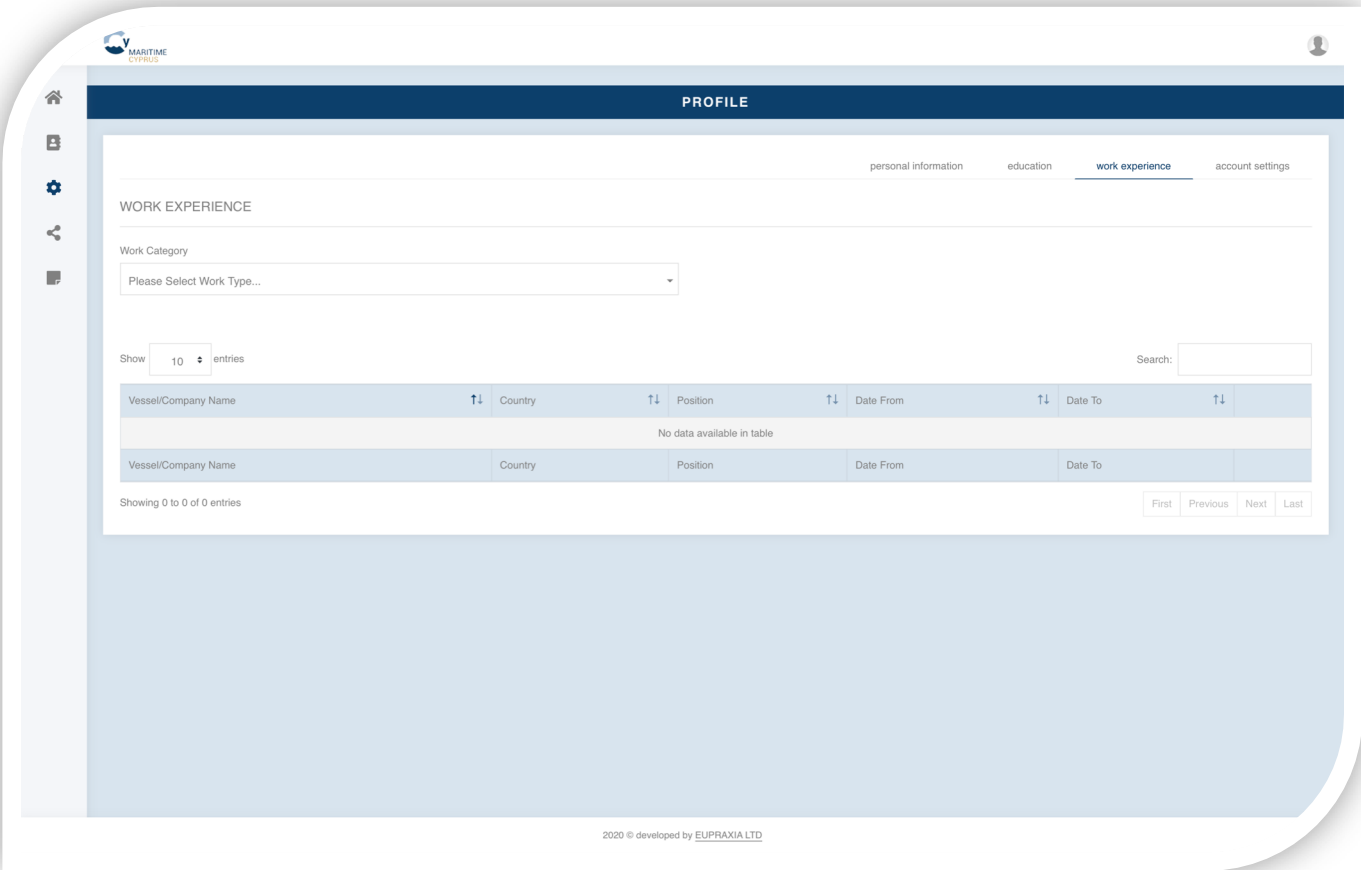 y
MARITIME
CYPRUS
PROFILE
personal information education work experience account settings
WORK EXPERIENCE
Work Category
Please Select Work Type...
Show 10 entries Search:
Vessel/Company Name Country Position Date From Date To
No data available in table
Vessel/Company Name Country Position Date From Date To
Showing 0 to 0 of 0 entries First Previous Next Last
2020 © developed by EUPRAXIA LTD